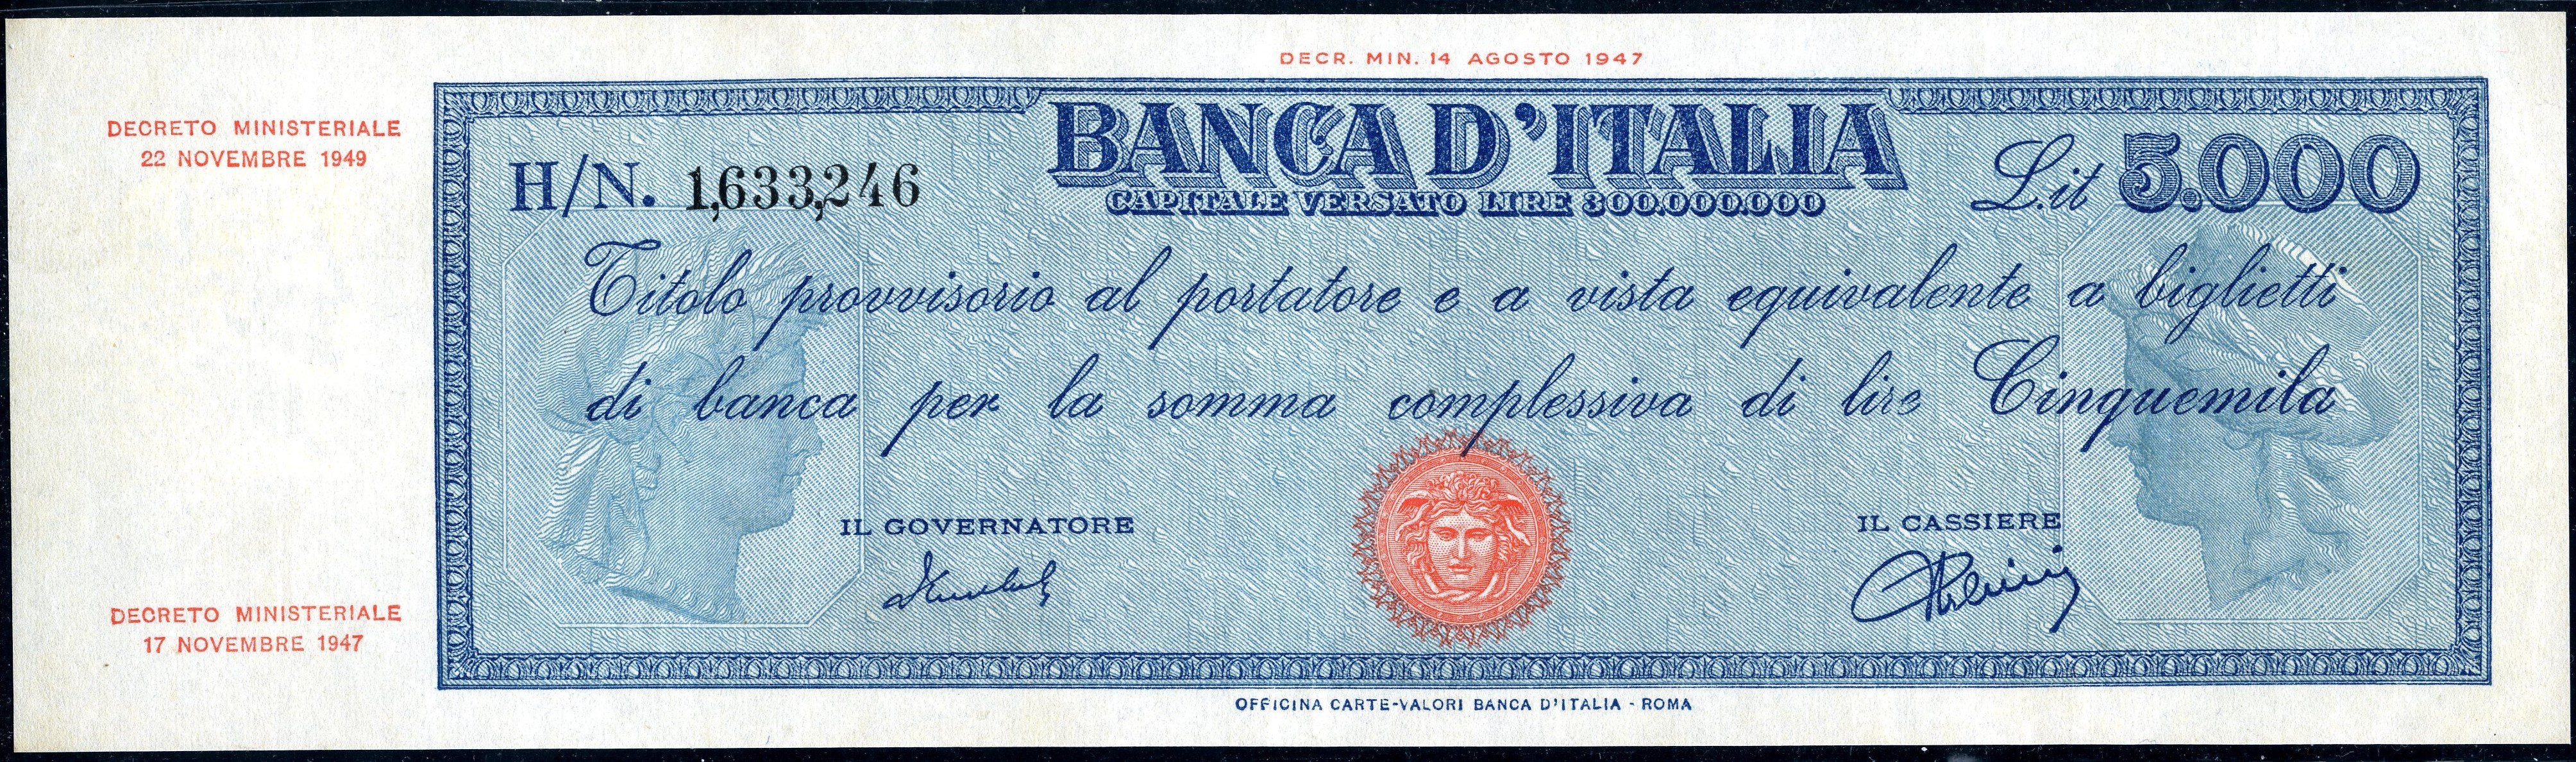 DECR. MIN. 14 AGOSTO 1947
DECRETO MINISTERIALE
22 NOVEMBRE 1949
BANCA D'ITALIA
CAPITALE VERSATO LIRE 300.000.000
H/N. 1,633,246
L.it 5.000
Titolo provvisorio al portatore e a vista equivalente a biglietti
di banca per la somma complessiva di lire Cinquemila
IL GOVERNATORE
IL CASSIERE
DECRETO MINISTERIALE
17 NOVEMBRE 1947
OFFICINA CARTE-VALORI BANCA D'ITALIA - ROMA